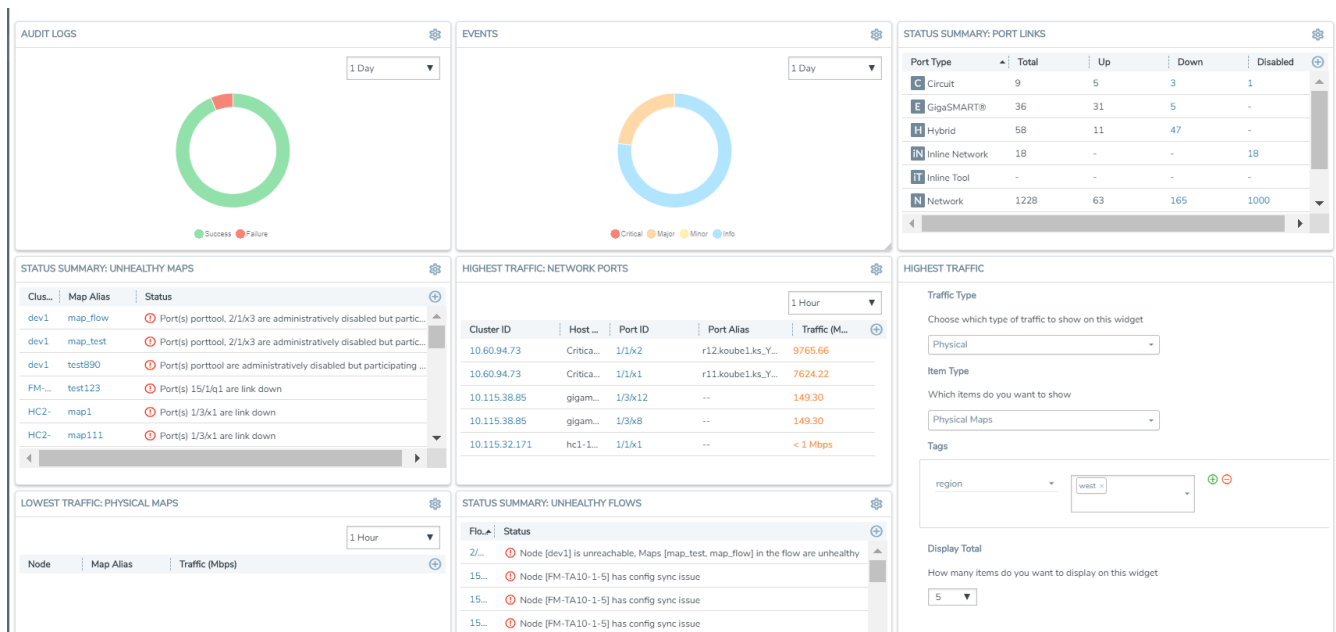 AUDIT LOGS
1 Day
Success Failure
EVENTS
1 Day
Critical Major Minor Info
STATUS SUMMARY: PORT LINKS
Port Type Total Up Down Disabled
C Circuit 9 5 3 1
E GigaSMART® 36 31 5 -
H Hybrid 58 11 47 -
iN Inline Network 18 - - 18
iT Inline Tool - - - -
N Network 1228 63 165 1000
STATUS SUMMARY: UNHEALTHY MAPS
Clus... Map Alias Status
dev1 map_flow Port(s) porttool, 2/1/x3 are administratively disabled but partic...
dev1 map_test Port(s) porttool, 2/1/x3 are administratively disabled but partic...
dev1 test890 Port(s) porttool are administratively disabled but participating ...
FM-... test123 Port(s) 15/1/q1 are link down
HC2- map1 Port(s) 1/3/x1 are link down
HC2- map111 Port(s) 1/3/x1 are link down
HIGHEST TRAFFIC: NETWORK PORTS
1 Hour
Cluster ID Host ... Port ID Port Alias Traffic (M...
10.60.94.73 Critica... 1/1/x2 r12.koube1.ks_Y... 9765.66
10.60.94.73 Critica... 1/1/x1 r11.koube1.ks_Y... 7624.22
10.115.38.85 gigam... 1/3/x12 -- 149.30
10.115.38.85 gigam... 1/3/x8 -- 149.30
10.115.32.171 hc1-1... 1/1/x1 -- < 1 Mbps
HIGHEST TRAFFIC
Traffic Type
Choose which type of traffic to show on this widget
Physical
Item Type
Which items do you want to show
Physical Maps
Tags
region west ×
Display Total
How many items do you want to display on this widget
5
LOWEST TRAFFIC: PHYSICAL MAPS
1 Hour
Node Map Alias Traffic (Mbps)
STATUS SUMMARY: UNHEALTHY FLOWS
Flo... Status
2/... Node [dev1] is unreachable, Maps [map_test, map_flow] in the flow are unhealthy
15... Node [FM-TA10-1-5] has config sync issue
15... Node [FM-TA10-1-5] has config sync issue
15... Node [FM-TA10-1-5] has config sync issue